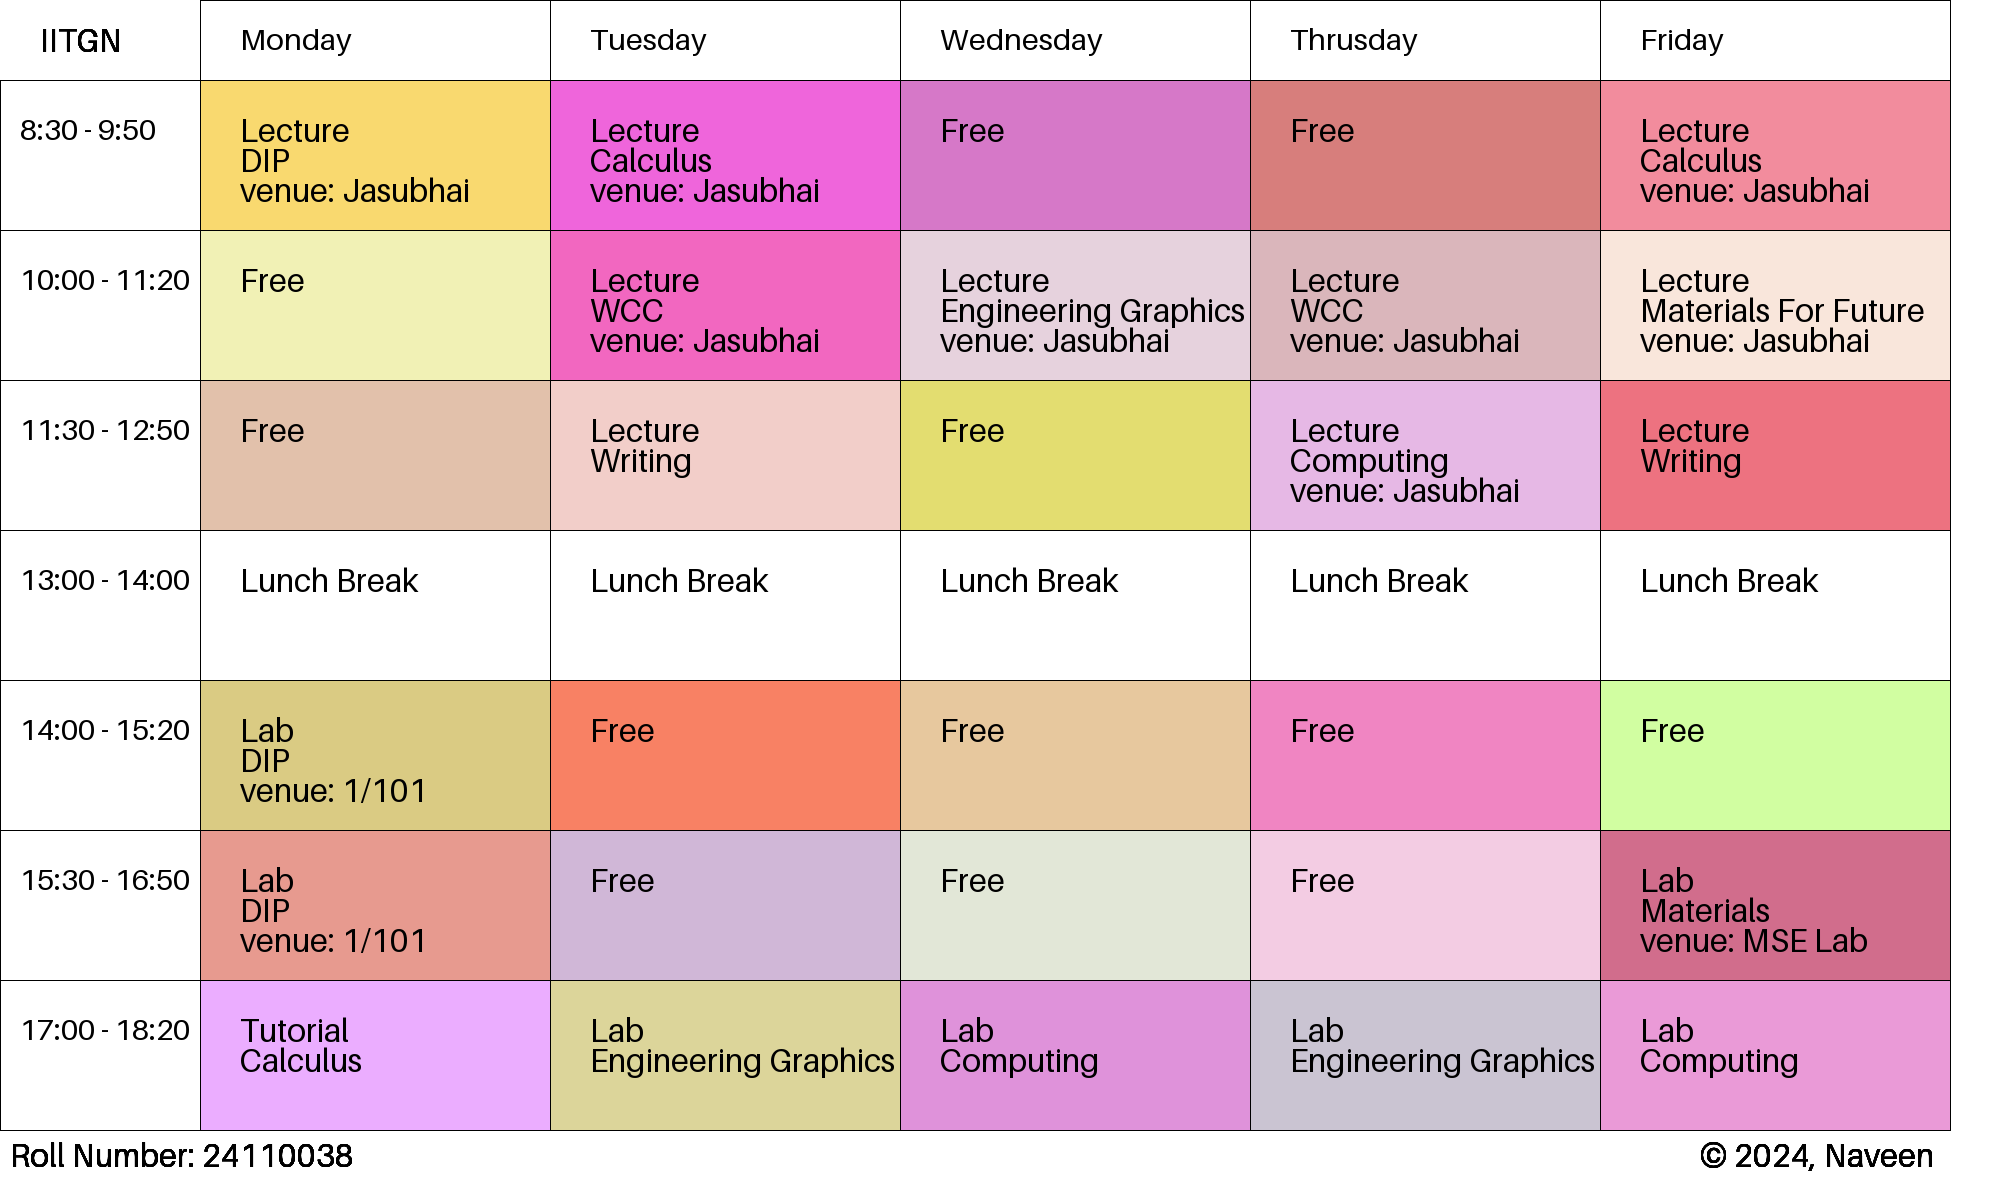 IITGN
Monday
Tuesday
Wednesday
Thrusday
Friday
8:30 - 9:50
Lecture
DIP
venue: Jasubhai
Lecture
Calculus
venue: Jasubhai
Free
Free
Lecture
Calculus
venue: Jasubhai
10:00 - 11:20
Free
Lecture
WCC
venue: Jasubhai
Lecture
Engineering Graphics
venue: Jasubhai
Lecture
WCC
venue: Jasubhai
Lecture
Materials For Future
venue: Jasubhai
11:30 - 12:50
Free
Lecture
Writing
Free
Lecture
Computing
venue: Jasubhai
Lecture
Writing
13:00 - 14:00
Lunch Break
Lunch Break
Lunch Break
Lunch Break
Lunch Break
14:00 - 15:20
Lab
DIP
venue: 1/101
Free
Free
Free
Free
15:30 - 16:50
Lab
DIP
venue: 1/101
Free
Free
Free
Lab
Materials
venue: MSE Lab
17:00 - 18:20
Tutorial
Calculus
Lab
Engineering Graphics
Lab
Computing
Lab
Engineering Graphics
Lab
Computing
Roll Number: 24110038
© 2024, Naveen